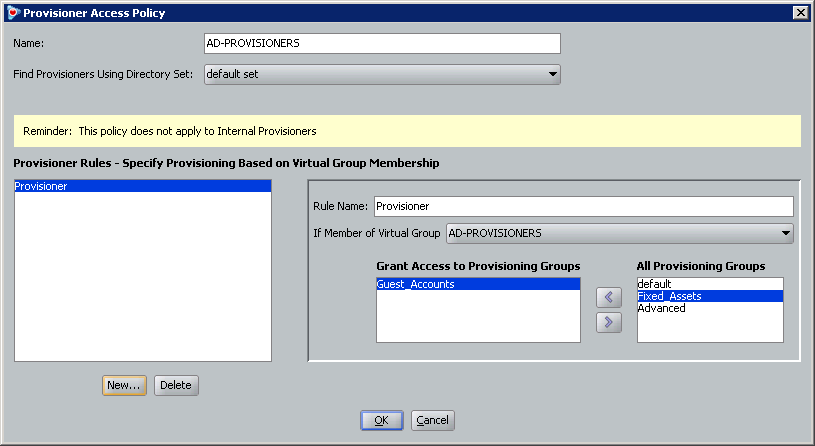 Provisioner Access Policy
Name: AD-PROVISIONERS
Find Provisioners Using Directory Set: default set
Reminder: This policy does not apply to Internal Provisioners
Provisioner Rules - Specify Provisioning Based on Virtual Group Membership
Provisioner
Rule Name: Provisioner
If Member of Virtual Group AD-PROVISIONERS
Grant Access to Provisioning Groups
Guest_Accounts
All Provisioning Groups
default
Fixed_Assets
Advanced
New... Delete
OK Cancel